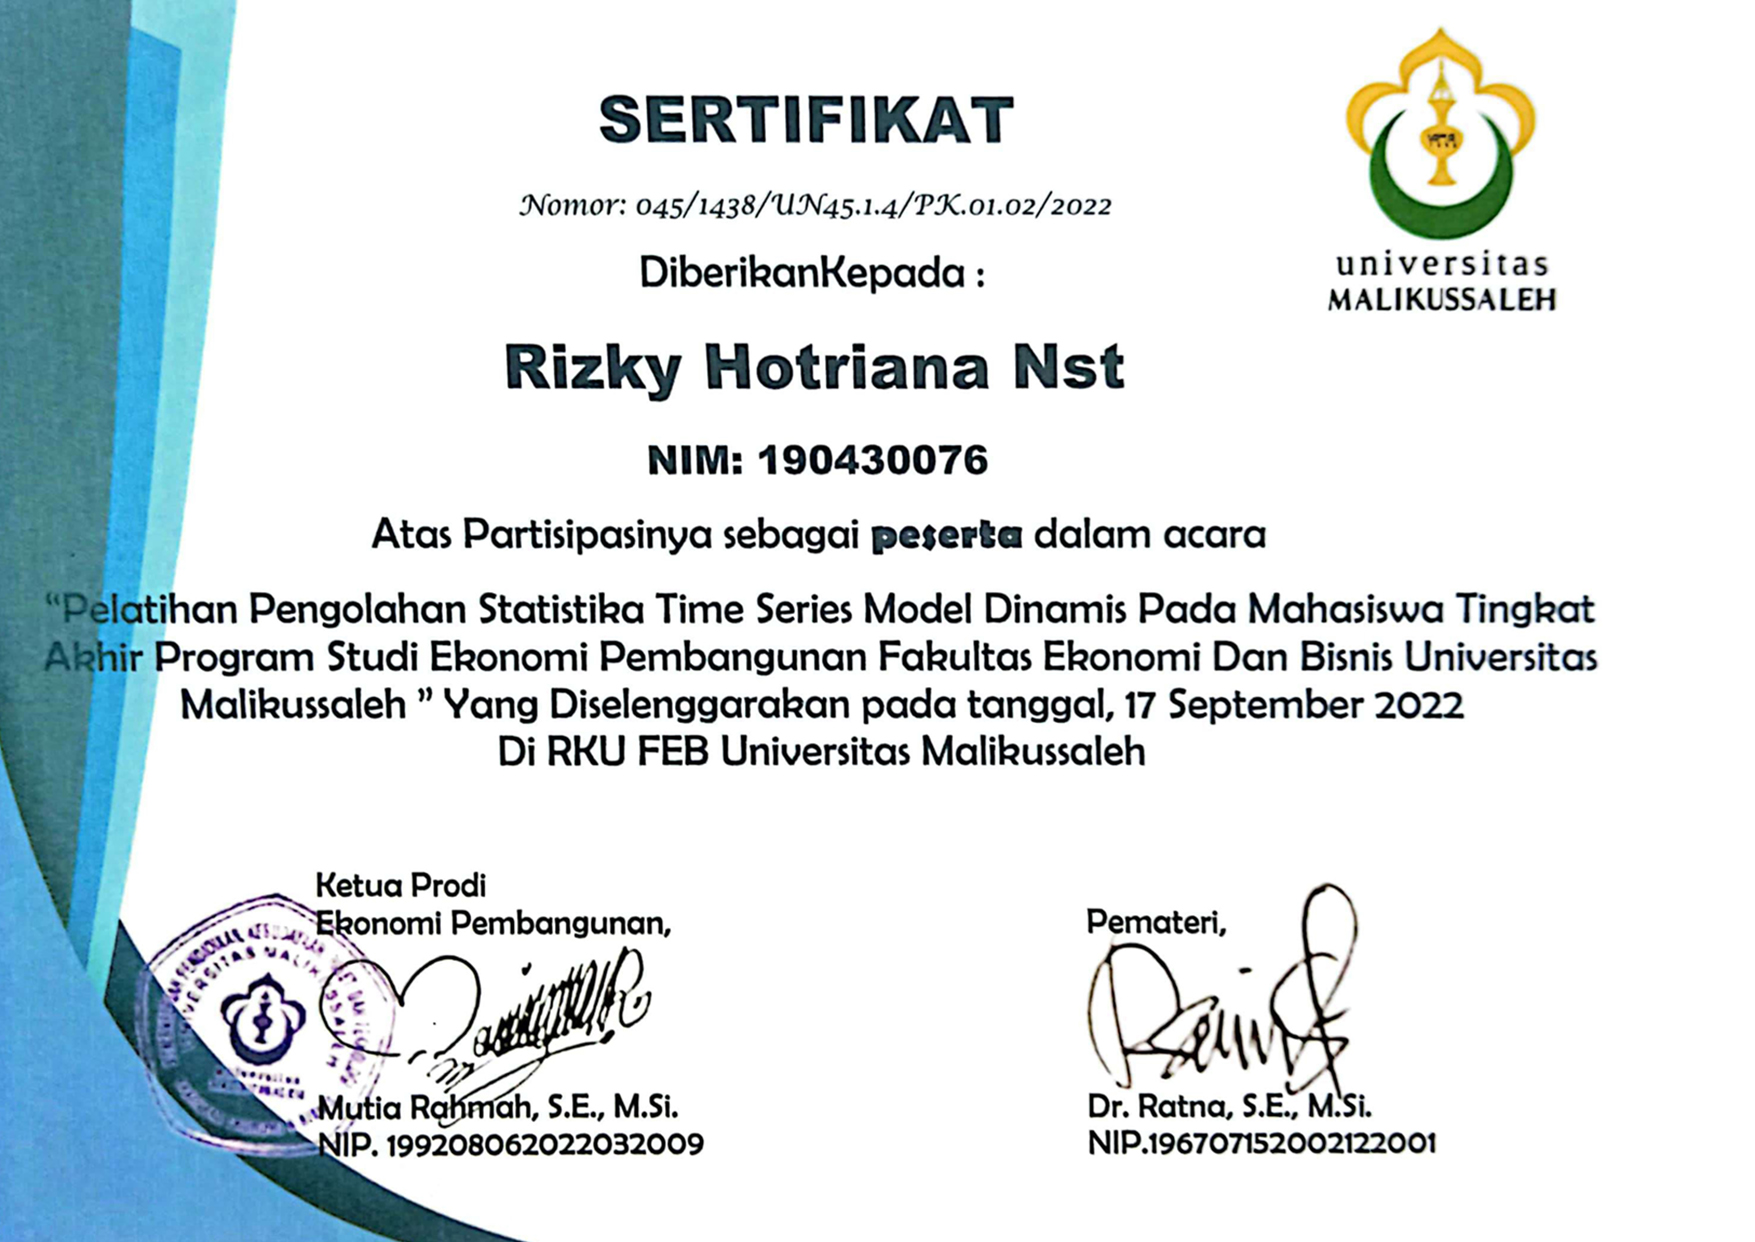 SERTIFIKAT
Nomor: 045/1438/UN45.1.4/PK.01.02/2022
DiberikanKepada :
universitas
MALIKUSSALEH
Rizky Hotriana Nst
NIM: 190430076
Atas Partisipasinya sebagai peserta dalam acara
“Pelatihan Pengolahan Statistika Time Series Model Dinamis Pada Mahasiswa Tingkat
Akhir Program Studi Ekonomi Pembangunan Fakultas Ekonomi Dan Bisnis Universitas
Malikussaleh ” Yang Diselenggarakan pada tanggal, 17 September 2022
Di RKU FEB Universitas Malikussaleh
Ketua Prodi
Ekonomi Pembangunan,
Mutia Rahmah, S.E., M.Si.
NIP. 199208062022032009
Pemateri,
Dr. Ratna, S.E., M.Si.
NIP.196707152002122001